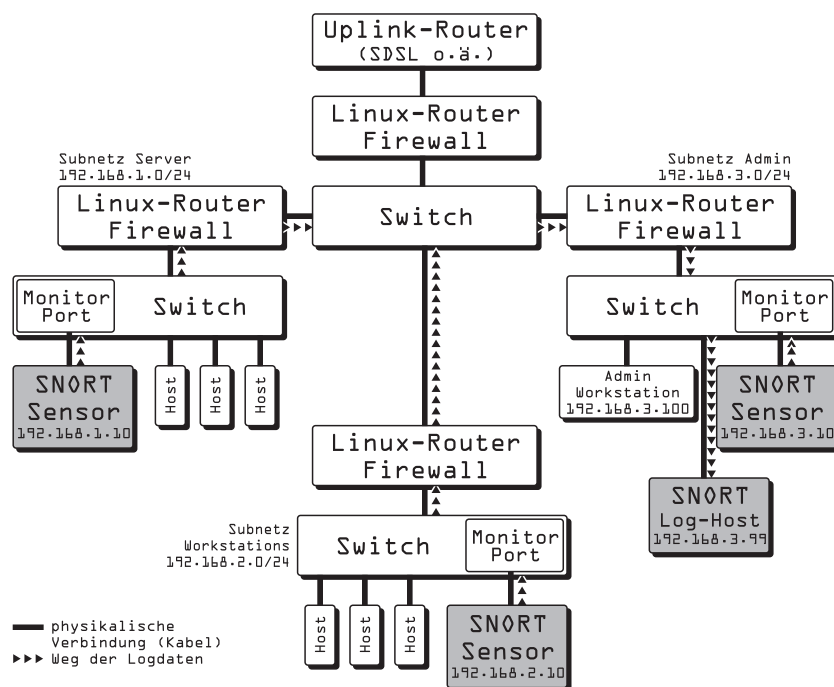 Uplink-Router
(SDSL o.ä.)
Linux-Router
Firewall
Subnetz Server
192.168.1.0/24
Linux-Router
Firewall
Switch
Subnetz Admin
192.168.3.0/24
Linux-Router
Firewall
Monitor
Port
Switch
SNORT
Sensor
192.168.1.10
Host
Host
Host
Switch
Monitor
Port
Admin
Workstation
192.168.3.100
SNORT
Sensor
192.168.3.10
SNORT
Log-Host
192.168.3.99
Linux-Router
Firewall
Subnetz
Workstations
192.168.2.0/24
Switch
Monitor
Port
Host
Host
Host
SNORT
Sensor
192.168.2.10
physikalische
Verbindung (Kabel)
Weg der Logdaten